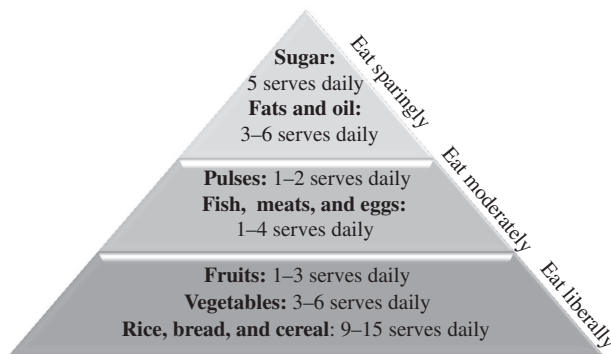 Sugar:
5 serves daily
Fats and oil:
3–6 serves daily
Eat sparingly
Pulses: 1–2 serves daily
Fish, meats, and eggs:
1–4 serves daily
Eat moderately
Fruits: 1–3 serves daily
Vegetables: 3–6 serves daily
Rice, bread, and cereal: 9–15 serves daily
Eat liberally